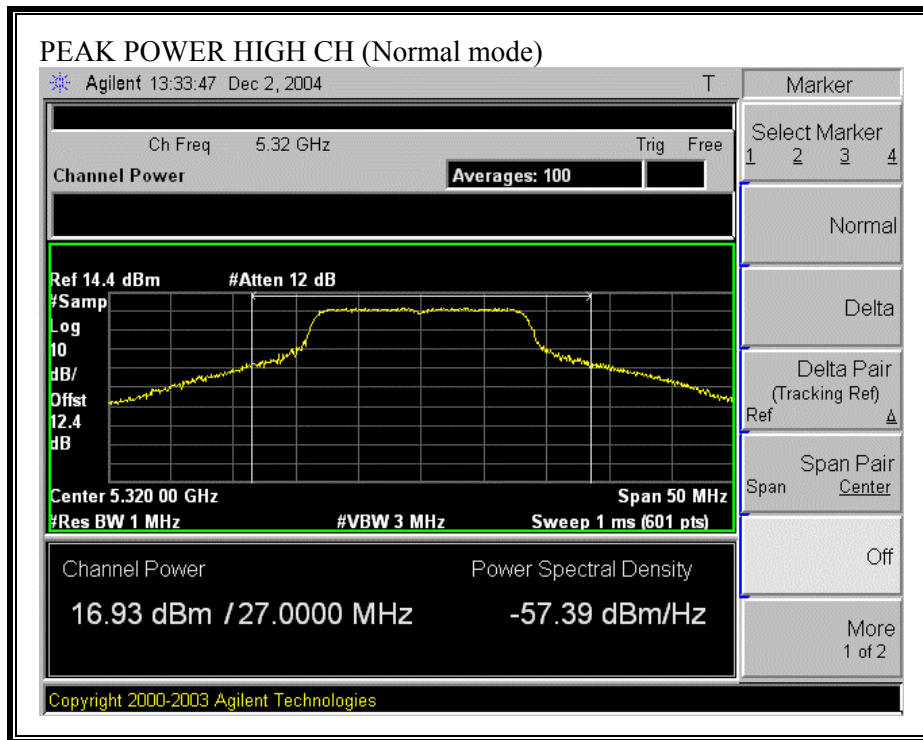 PEAK POWER HIGH CH (Normal mode)
Agilent 13:33:47 Dec 2, 2004 T
Marker
Ch Freq 5.32 GHz Trig Free
Channel Power Averages: 100
Select Marker
1 2 3 4
Normal
Delta
Delta Pair
(Tracking Ref)
Ref Δ
Span Pair
Span Center
Off
More
1 of 2
Ref 14.4 dBm #Atten 12 dB
#Samp
Log
10
dB/
Offst
12.4
dB
Center 5.320 00 GHz Span 50 MHz
#Res BW 1 MHz #VBW 3 MHz Sweep 1 ms (601 pts)
Channel Power Power Spectral Density
16.93 dBm / 27.0000 MHz -57.39 dBm/Hz
Copyright 2000-2003 Agilent Technologies